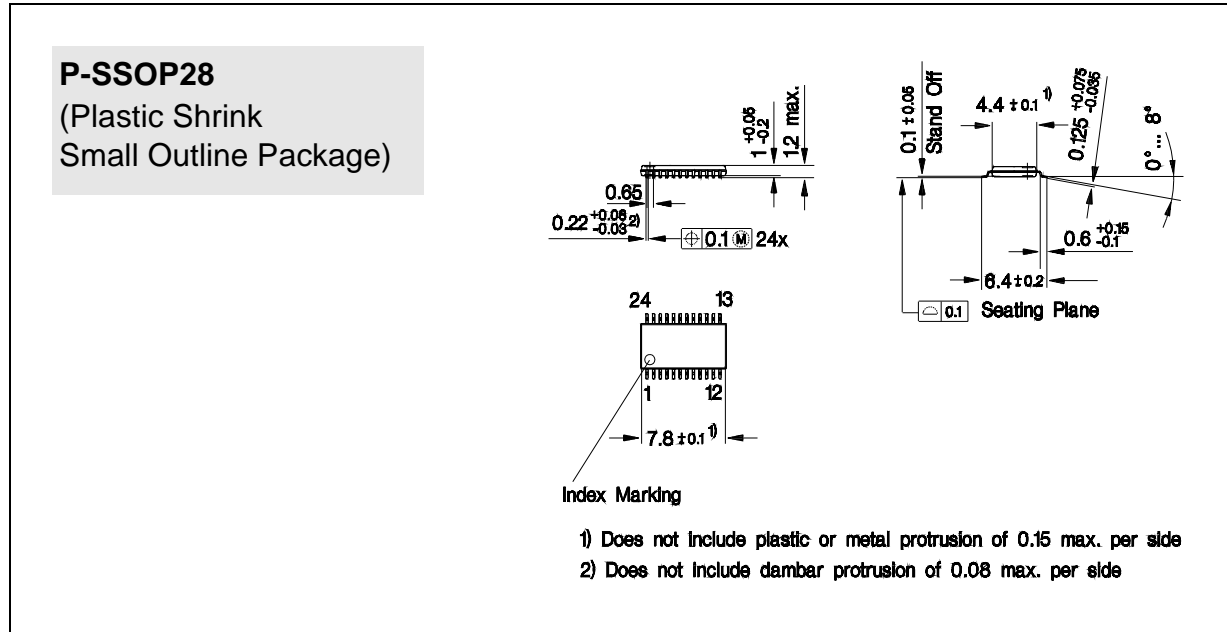 P-SSOP28
(Plastic Shrink
Small Outline Package)
0.1 ±0.05
Stand Off
1 +0.05 -0.2
1.2 max.
4.4 ±0.1 1)
0.125 +0.075 -0.035
0°... 8°
0.65
0.22 +0.08 -0.03 2)
0.1 M 24x
0.6 +0.15 -0.1
6.4 ±0.2
0.1 Seating Plane
24 13
1 12
7.8 ±0.1 1)
Index Marking
1) Does not include plastic or metal protrusion of 0.15 max. per side
2) Does not include dambar protrusion of 0.08 max. per side